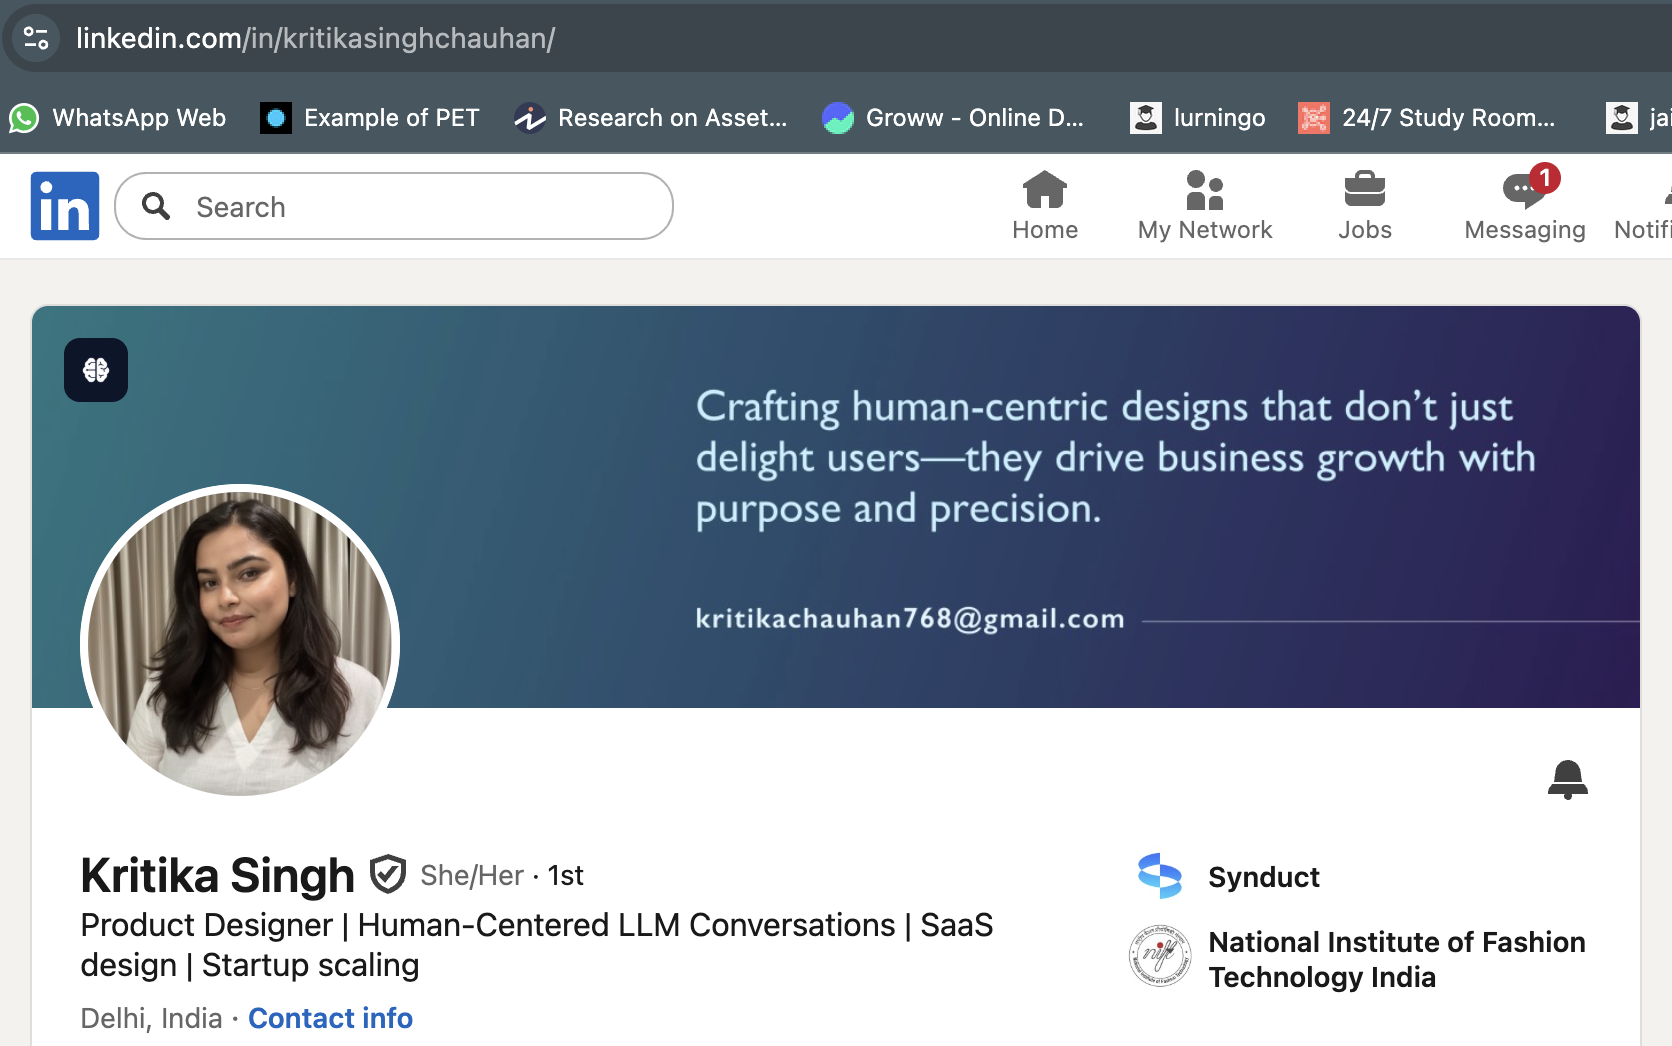 linkedin.com/in/kritikasinghchauhan/
WhatsApp Web Example of PET Research on Asset... Groww - Online D... lurningo 24/7 Study Room... jai
in Search Home My Network Jobs 1 Messaging Notifi
Crafting human-centric designs that don’t just
delight users—they drive business growth with
purpose and precision.
kritikachauhan768@gmail.com
Kritika Singh She/Her · 1st
Product Designer | Human-Centered LLM Conversations | SaaS
design | Startup scaling
Delhi, India · Contact info
Synduct
nift
National Institute of Fashion
Technology India